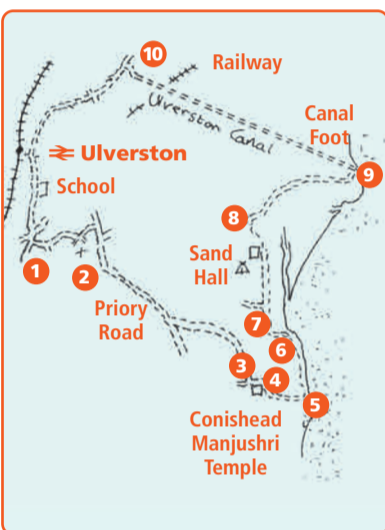 10
Railway
Ulverston Canal
Canal
Foot
Ulverston
School
9
8
Sand
Hall
1
2
Priory
Road
7
6
3
4
5
Conishead
Manjushri
Temple